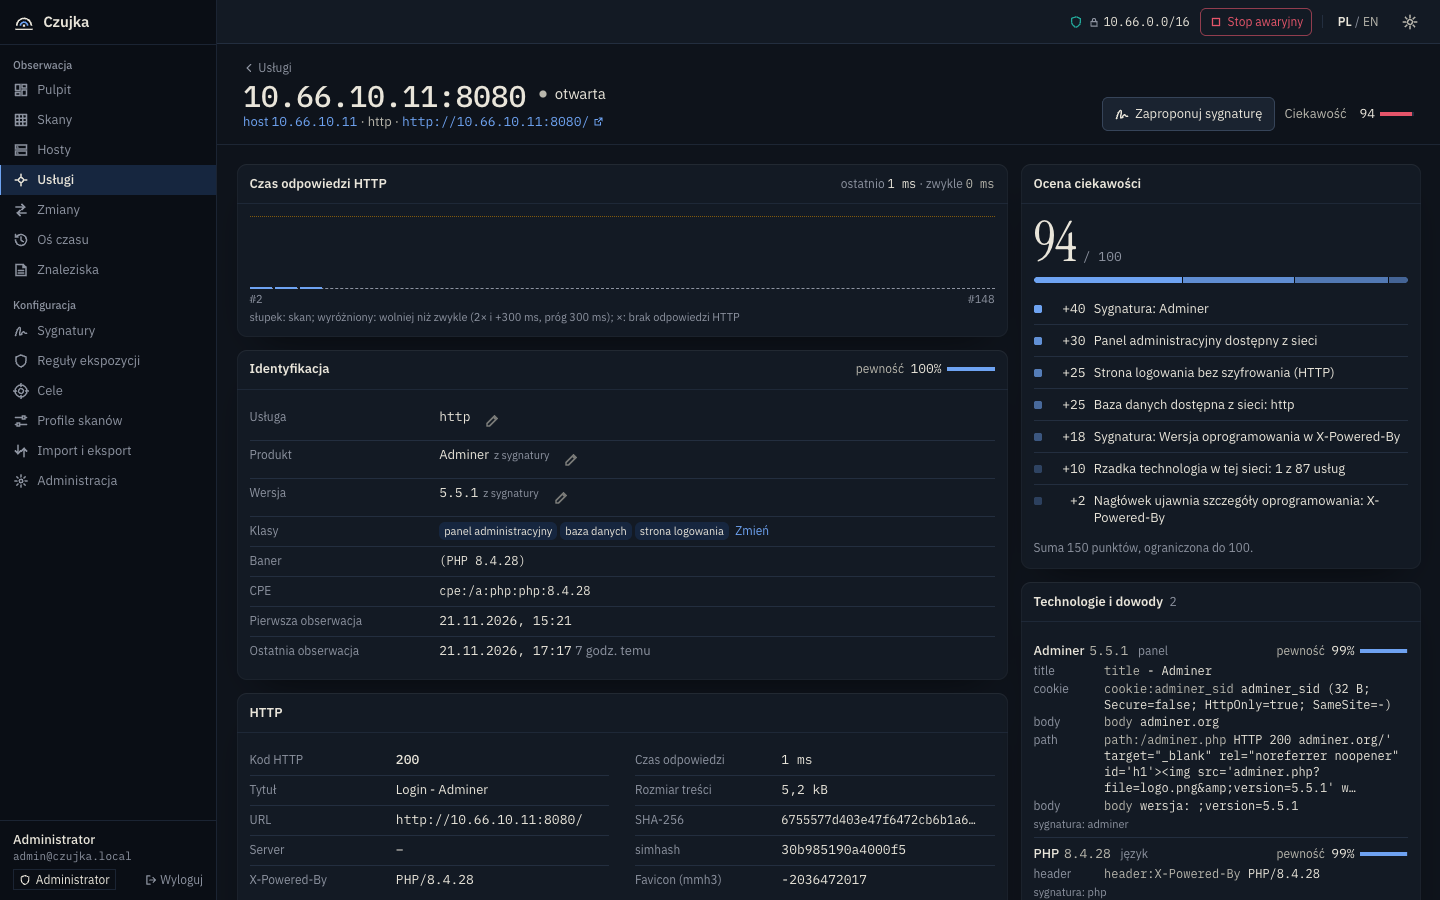 Czujka
10.66.0.0/16
Stop awaryjny
PL / EN
Obserwacja
Pulpit
Skany
Hosty
Usługi
Zmiany
Oś czasu
Znaleziska
Konfiguracja
Sygnatury
Reguły ekspozycji
Cele
Profile skanów
Import i eksport
Administracja
Administrator
admin@czujka.local
Administrator
Wyloguj
Usługi
10.66.10.11:8080 otwarta
host 10.66.10.11 · http · http://10.66.10.11:8080/
Zaproponuj sygnaturę
Ciekawość 94
Czas odpowiedzi HTTP
ostatnio 1 ms · zwykle 0 ms
#2
#148
słupek: skan; wyróżniony: wolniej niż zwykle (2× i +300 ms, próg 300 ms); ×: brak odpowiedzi HTTP
Identyfikacja
pewność 100%
Usługa http
Produkt Adminer z sygnatury
Wersja 5.5.1 z sygnatury
Klasy panel administracyjny baza danych strona logowania Zmień
Baner (PHP 8.4.28)
CPE cpe:/a:php:php:8.4.28
Pierwsza obserwacja 21.11.2026, 15:21
Ostatnia obserwacja 21.11.2026, 17:17 7 godz. temu
HTTP
Kod HTTP 200
Czas odpowiedzi 1 ms
Tytuł Login - Adminer
Rozmiar treści 5,2 kB
URL http://10.66.10.11:8080/
SHA-256 6755577d403e47f6472cb6b1a6…
Server –
simhash 30b985190a4000f5
X-Powered-By PHP/8.4.28
Favicon (mmh3) -2036472017
Ocena ciekawości
94 / 100
+40 Sygnatura: Adminer
+30 Panel administracyjny dostępny z sieci
+25 Strona logowania bez szyfrowania (HTTP)
+25 Baza danych dostępna z sieci: http
+18 Sygnatura: Wersja oprogramowania w X-Powered-By
+10 Rzadka technologia w tej sieci: 1 z 87 usług
+2 Nagłówek ujawnia szczegóły oprogramowania: X-
Powered-By
Suma 150 punktów, ograniczona do 100.
Technologie i dowody 2
Adminer 5.5.1 panel
pewność 99%
title title - Adminer
cookie cookie:adminer_sid adminer_sid (32 B;
Secure=false; HttpOnly=true; SameSite=-)
body body adminer.org
path path:/adminer.php HTTP 200 adminer.org/'
target="_blank" rel="noreferrer noopener"
id='h1'><img src='adminer.php?
file=logo.png&amp;version=5.5.1' w…
body body wersja: ;version=5.5.1
sygnatura: adminer
PHP 8.4.28 język
pewność 99%
header header:X-Powered-By PHP/8.4.28
sygnatura: php